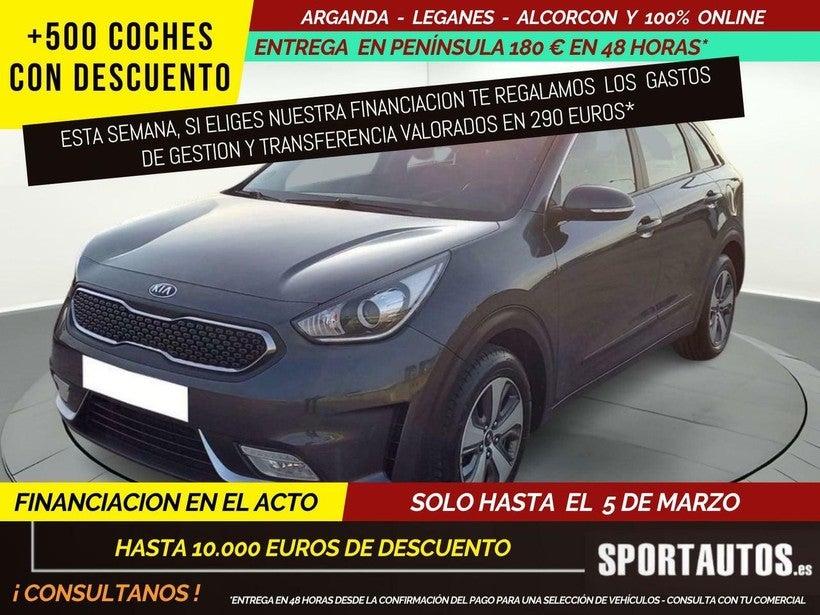 +500 COCHES
CON DESCUENTO
ARGANDA - LEGANES - ALCORCON Y 100% ONLINE
ENTREGA EN PENÍNSULA 180 € EN 48 HORAS*
ESTA SEMANA, SI ELIGES NUESTRA FINANCIACION TE REGALAMOS LOS GASTOS
DE GESTION Y TRANSFERENCIA VALORADOS EN 290 EUROS*
KIA
FINANCIACION EN EL ACTO
SOLO HASTA EL 5 DE MARZO
HASTA 10.000 EUROS DE DESCUENTO
SPORTAUTOS.es
¡ CONSULTANOS !
*ENTREGA EN 48 HORAS DESDE LA CONFIRMACIÓN DEL PAGO PARA UNA SELECCIÓN DE VEHÍCULOS - CONSULTA CON TU COMERCIAL